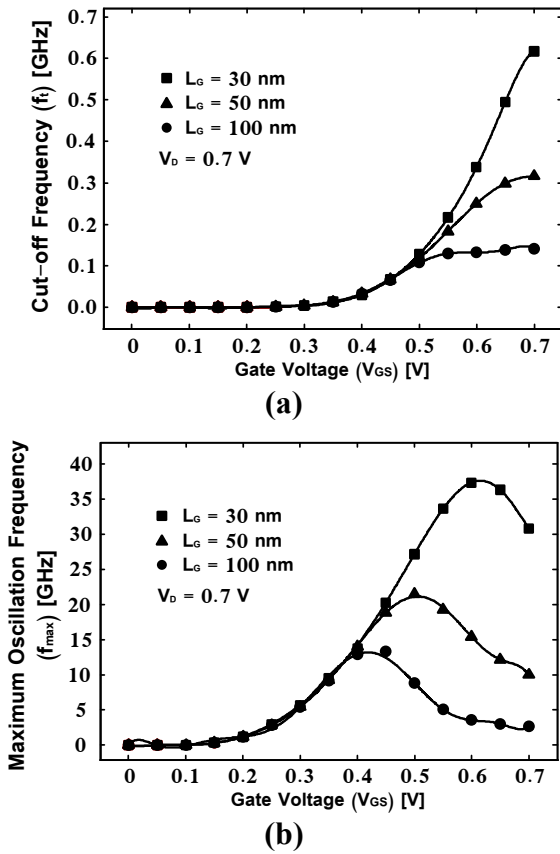 0.7
0.6
0.5
0.4
0.3
0.2
0.1
0.0
Cut-off Frequency (ft) [GHz]
LG = 30 nm
LG = 50 nm
LG = 100 nm
VD = 0.7 V
0 0.1 0.2 0.3 0.4 0.5 0.6 0.7
Gate Voltage (VGS) [V]
(a)
40
35
30
25
20
15
10
5
0
Maximum Oscillation Frequency
(fmax) [GHz]
LG = 30 nm
LG = 50 nm
LG = 100 nm
VD = 0.7 V
0 0.1 0.2 0.3 0.4 0.5 0.6 0.7
Gate Voltage (VGS) [V]
(b)